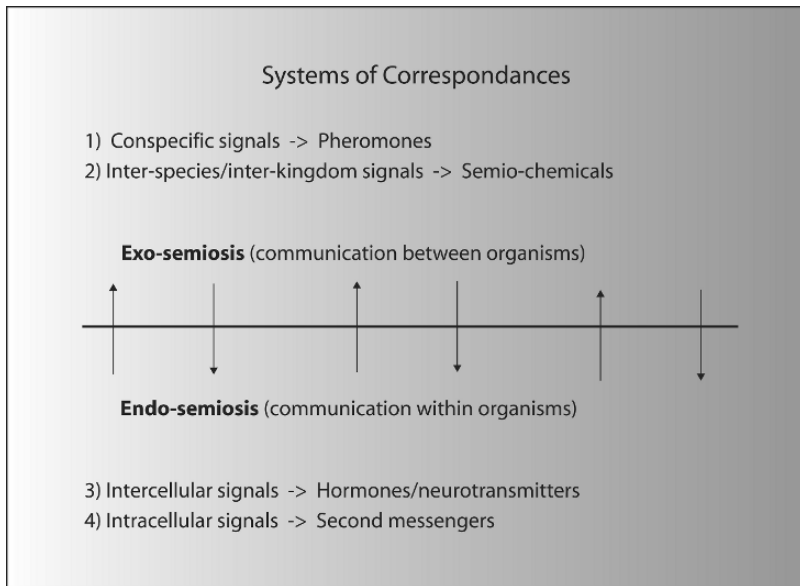 Systems of Correspondances
1) Conspecific signals -> Pheromones
2) Inter-species/inter-kingdom signals -> Semio-chemicals
Exo-semiosis (communication between organisms)
Endo-semiosis (communication within organisms)
3) Intercellular signals -> Hormones/neurotransmitters
4) Intracellular signals -> Second messengers